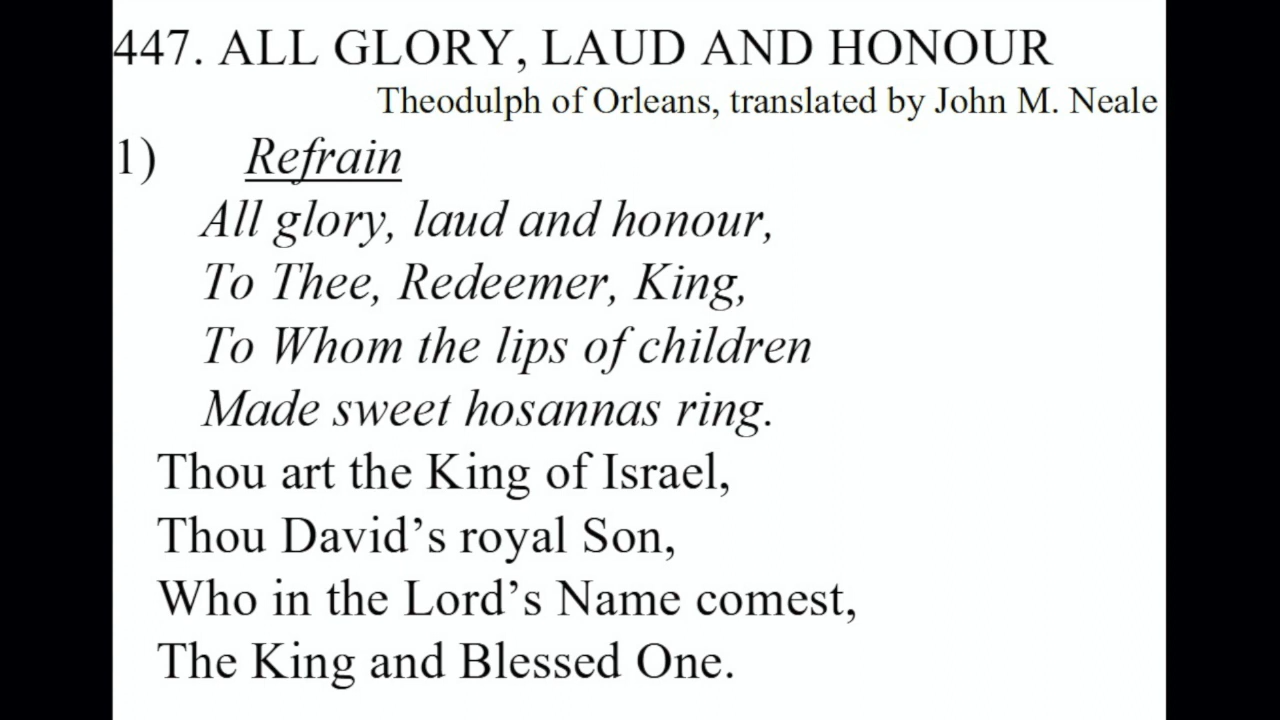 447. ALL GLORY, LAUD AND HONOUR
Theodulph of Orleans, translated by John M. Neale
1) Refrain
All glory, laud and honour,
To Thee, Redeemer, King,
To Whom the lips of children
Made sweet hosannas ring.
Thou art the King of Israel,
Thou David’s royal Son,
Who in the Lord’s Name comest,
The King and Blessed One.